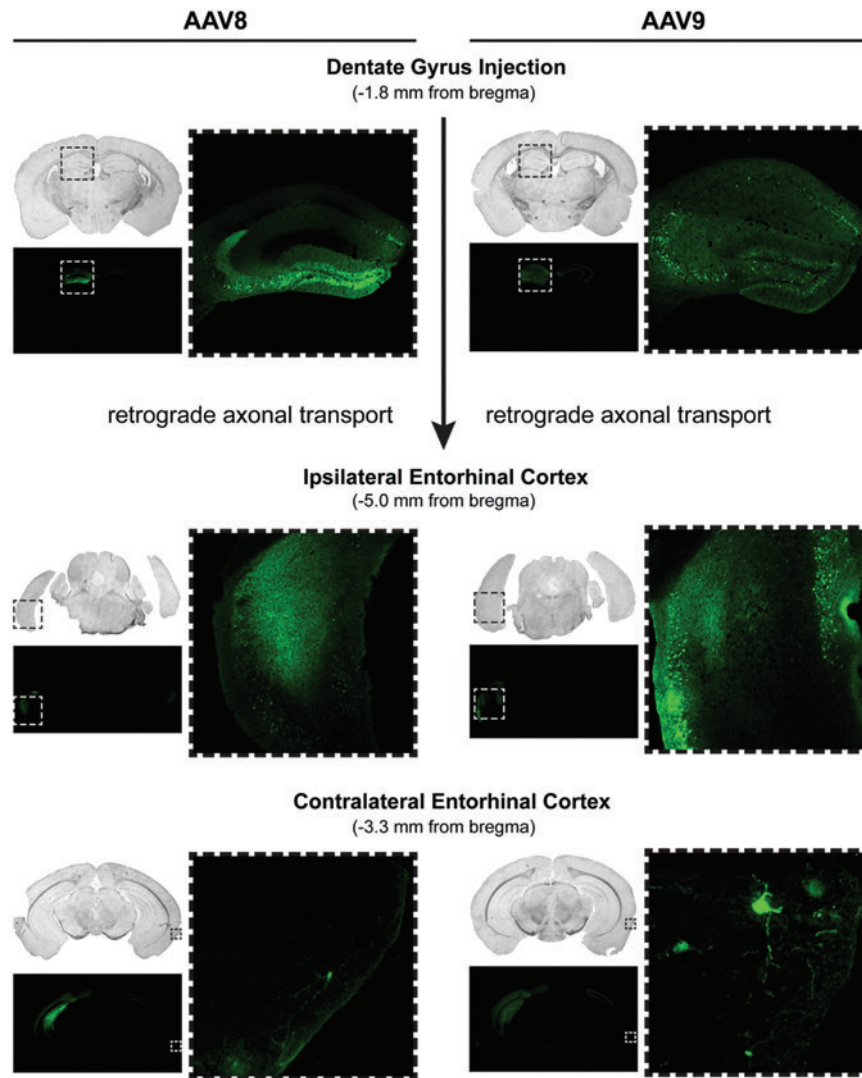 AAV8
AAV9
Dentate Gyrus Injection
(-1.8 mm from bregma)
retrograde axonal transport
retrograde axonal transport
Ipsilateral Entorhinal Cortex
(-5.0 mm from bregma)
Contralateral Entorhinal Cortex
(-3.3 mm from bregma)